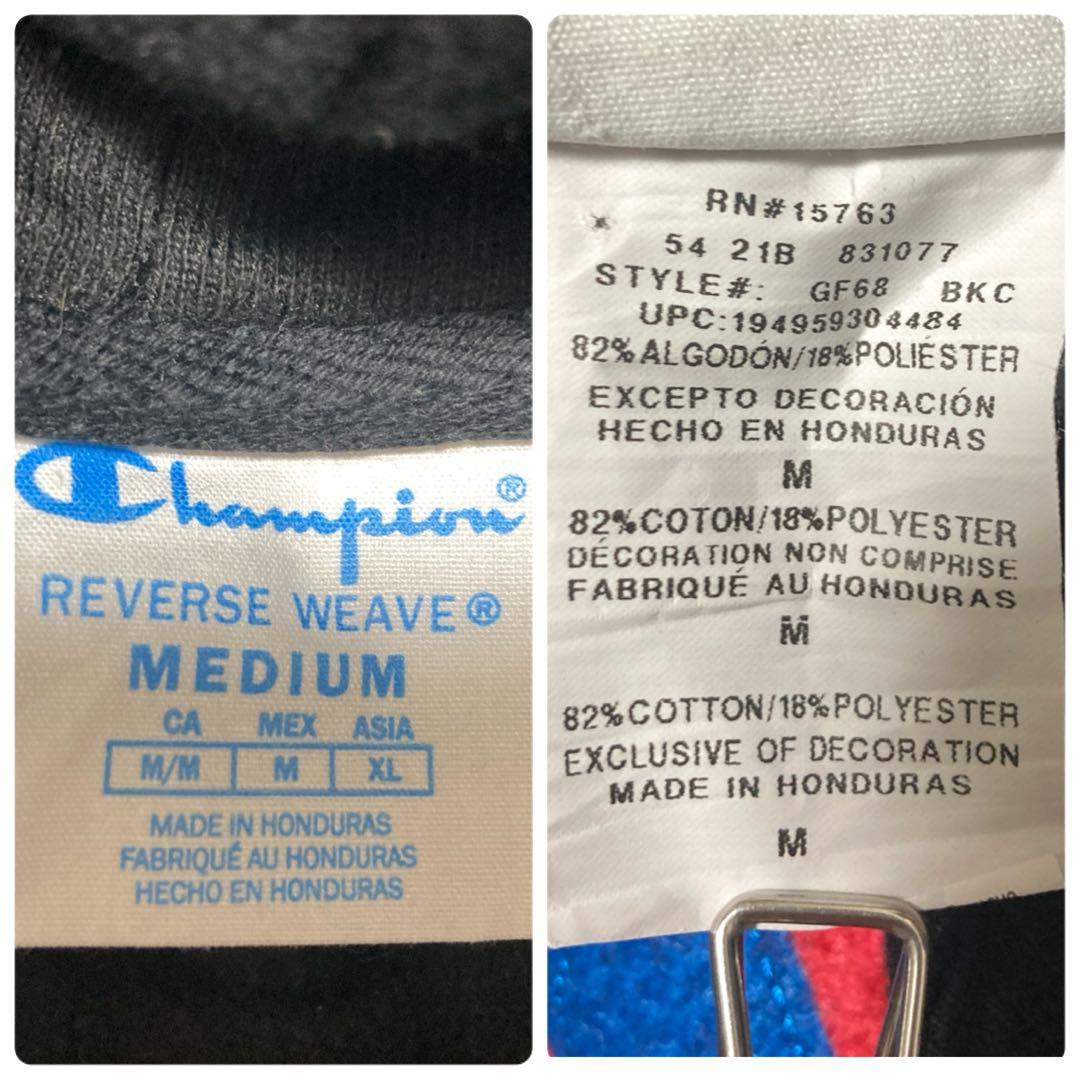 Champion®
REVERSE WEAVE®
MEDIUM
CA MEX ASIA
M/M M XL
MADE IN HONDURAS
FABRIQUÉ AU HONDURAS
HECHO EN HONDURAS
RN#15763
54 21B 831077
STYLE#: GF68 BKC
UPC:194959304484
82%ALGODÓN/18%POLIÉSTER
EXCEPTO DECORACIÓN
HECHO EN HONDURAS
M
82%COTON/18%POLYESTER
DÉCORATION NON COMPRISE
FABRIQUÉ AU HONDURAS
M
82%COTTON/18%POLYESTER
EXCLUSIVE OF DECORATION
MADE IN HONDURAS
M